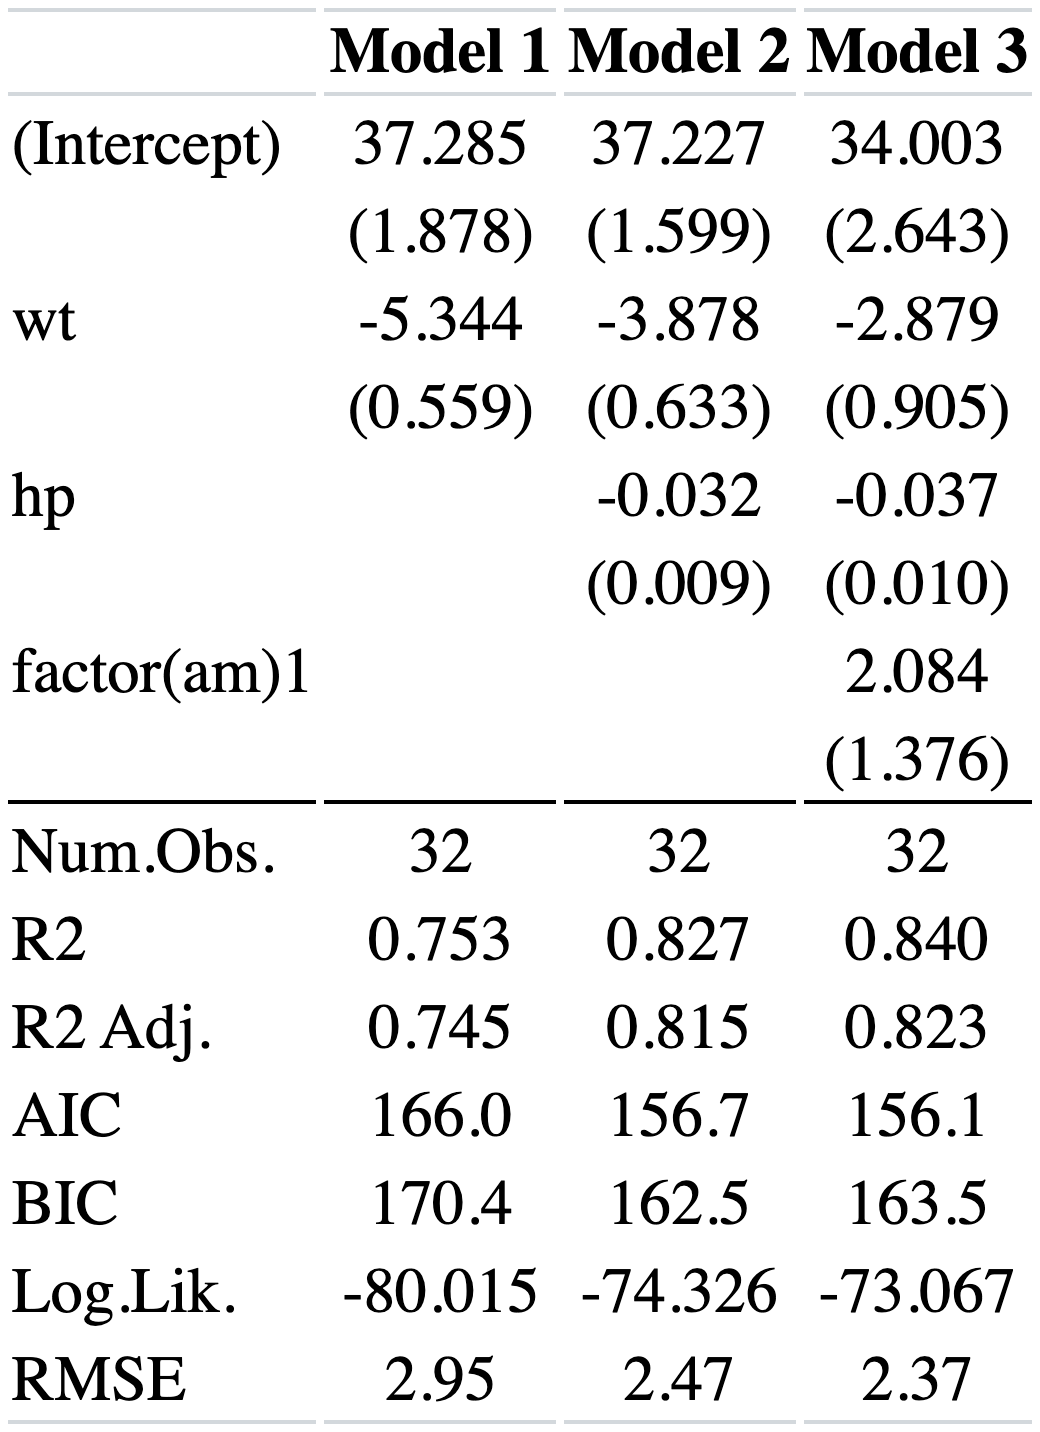 Model 1 Model 2 Model 3
(Intercept) 37.285 37.227 34.003
(1.878) (1.599) (2.643)
wt -5.344 -3.878 -2.879
(0.559) (0.633) (0.905)
hp -0.032 -0.037
(0.009) (0.010)
factor(am)1 2.084
(1.376)
Num.Obs. 32 32 32
R2 0.753 0.827 0.840
R2 Adj. 0.745 0.815 0.823
AIC 166.0 156.7 156.1
BIC 170.4 162.5 163.5
Log.Lik. -80.015 -74.326 -73.067
RMSE 2.95 2.47 2.37